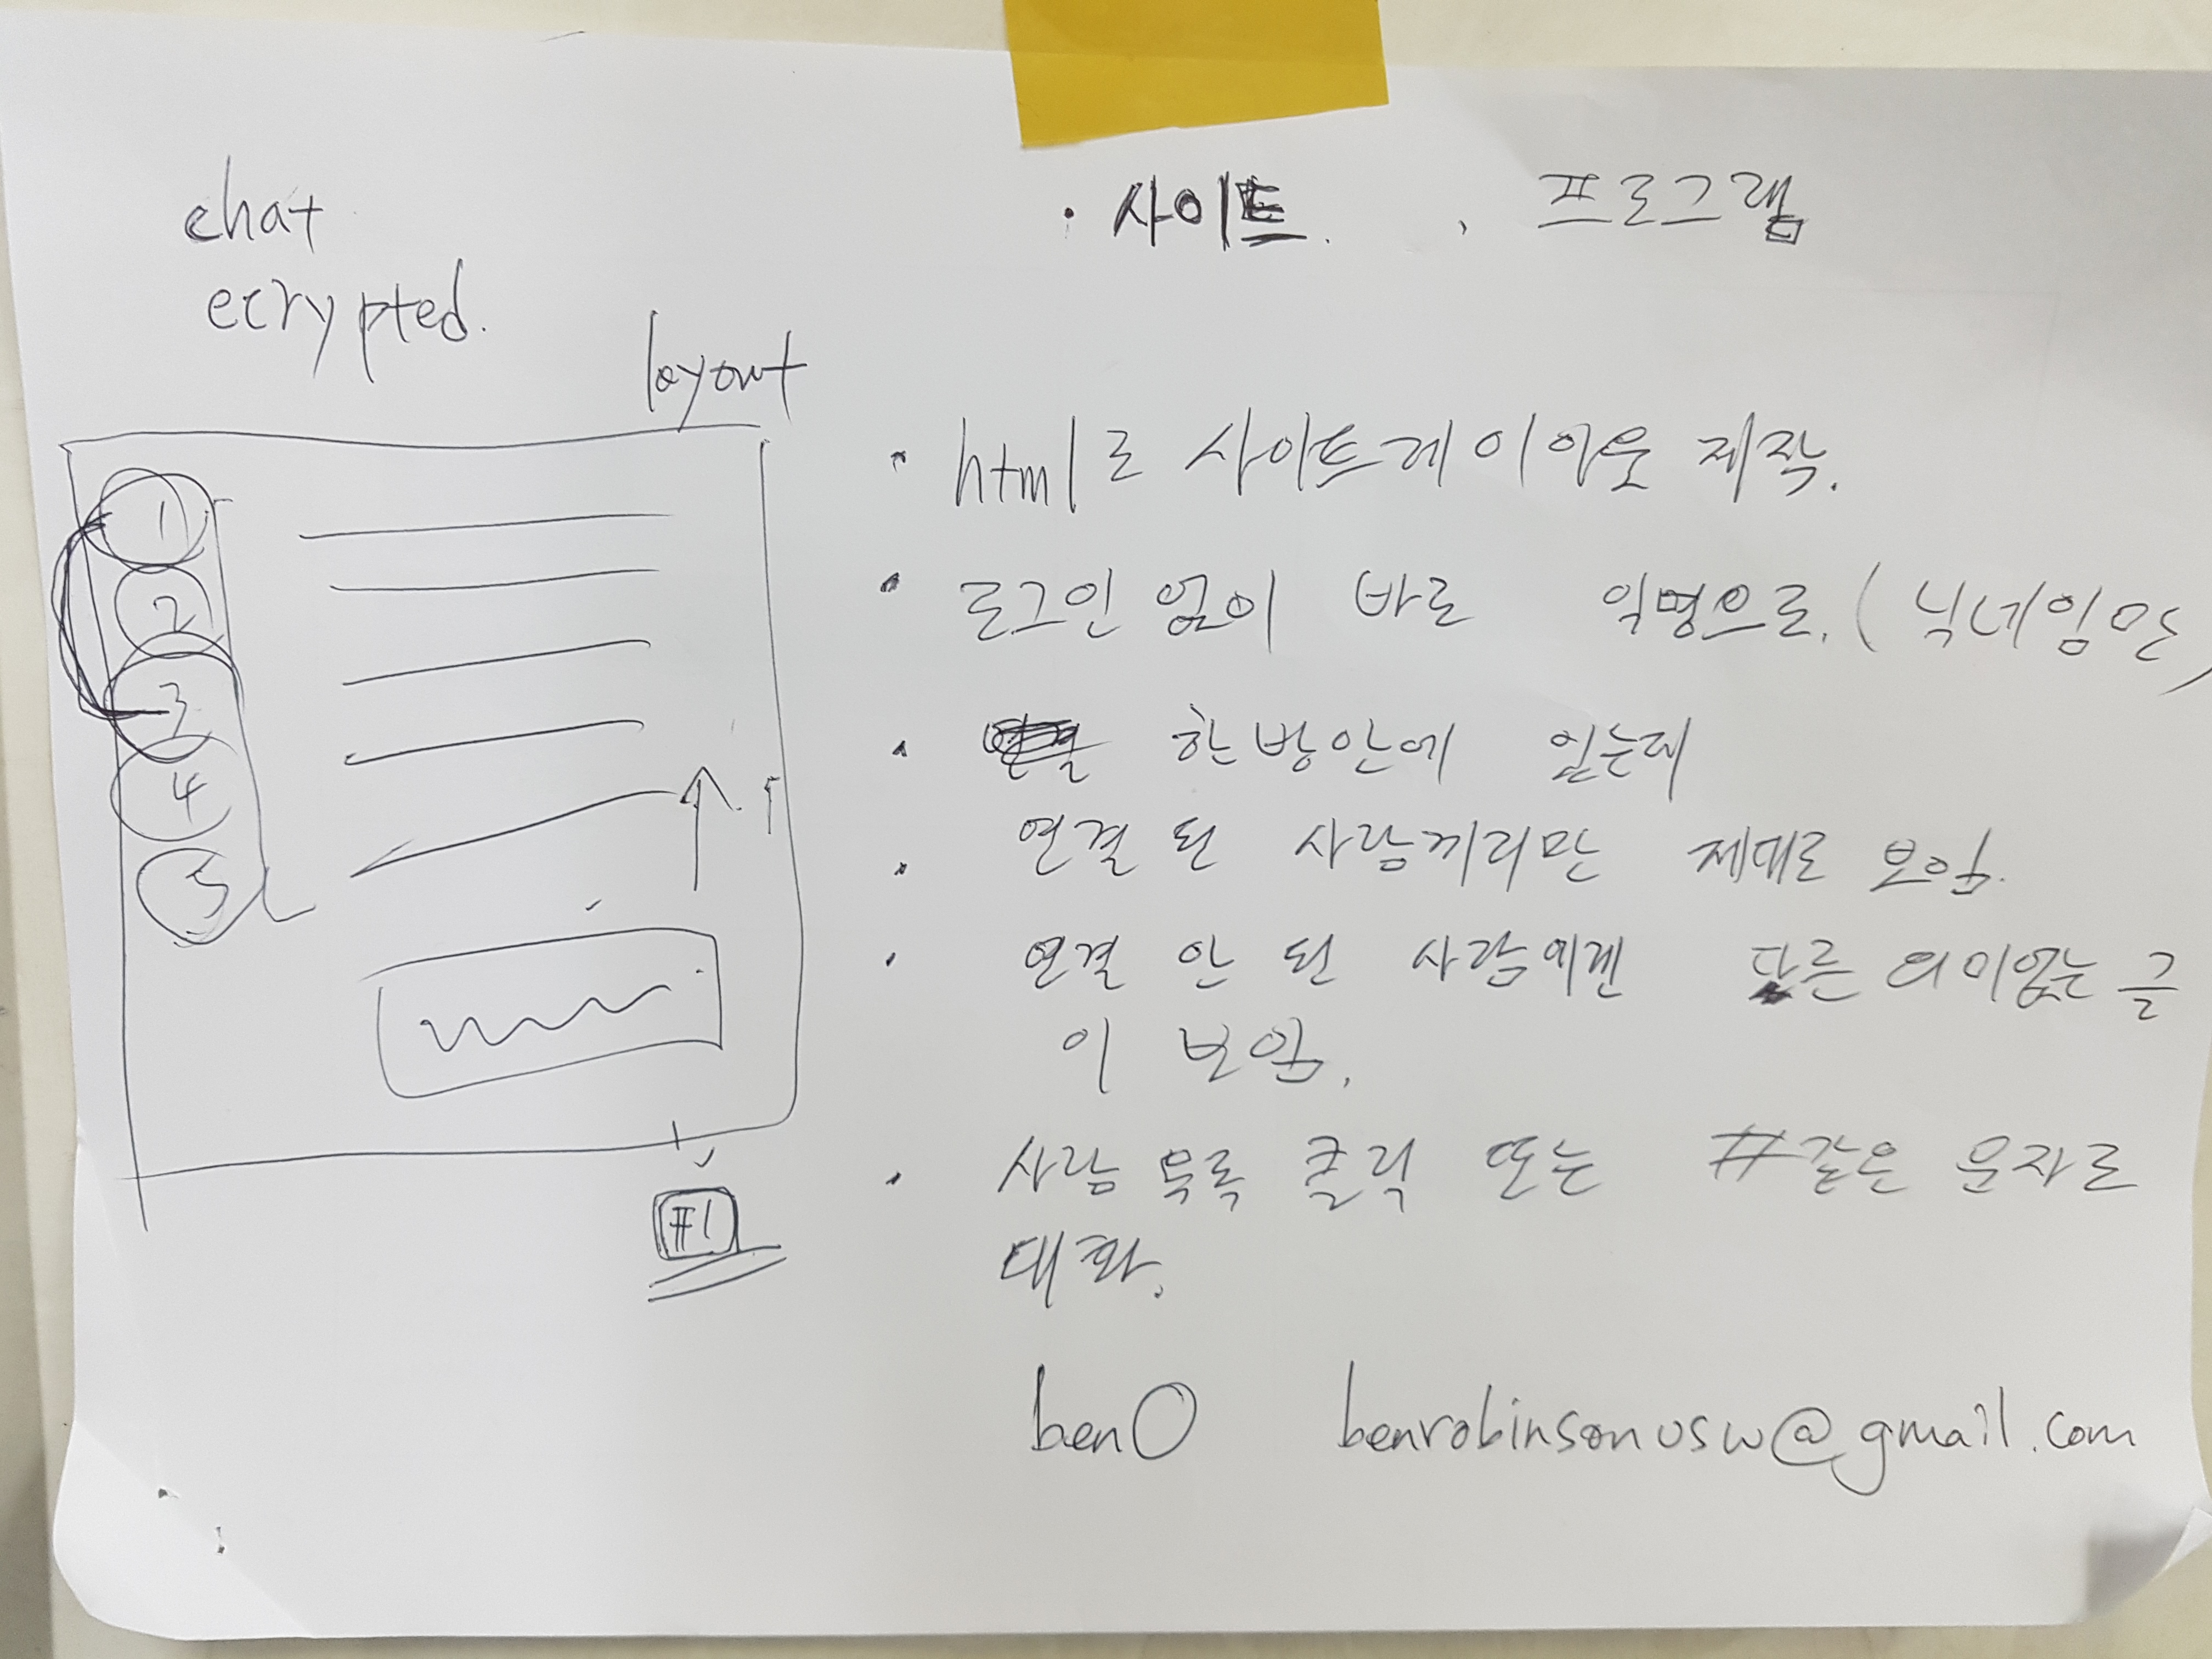 chat
ecrypted.
layout
1
2
3
4
5
#1
· 사이트. , 프로그램
· html로 사이트레이아웃 제작.
· 로그인 없이 바로 익명으로. (닉네임만)
· 한방안에 있는데
· 연결 된 사람끼리만 제대로 보임.
· 연결 안 된 사람에겐 다른 의미없는 글
이 보임.
· 사람 목록 클릭 또는 #같은 문자로
대화.
benO benrobinsonusw@gmail.com